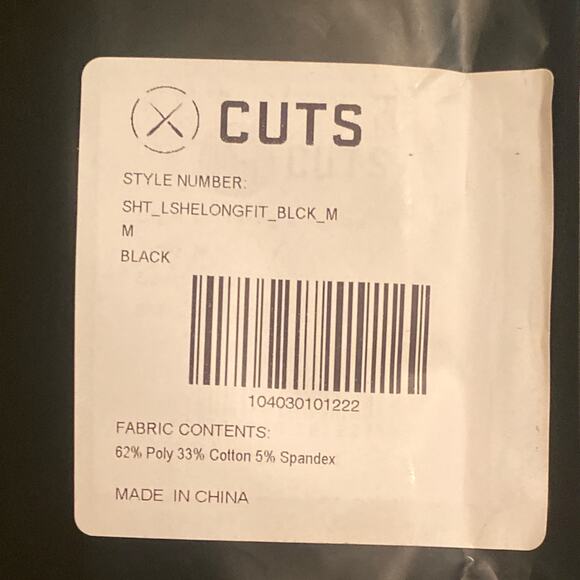 CUTS
STYLE NUMBER:
SHT_LSHELONGFIT_BLCK_M
M
BLACK
104030101222
FABRIC CONTENTS:
62% Poly 33% Cotton 5% Spandex
MADE IN CHINA